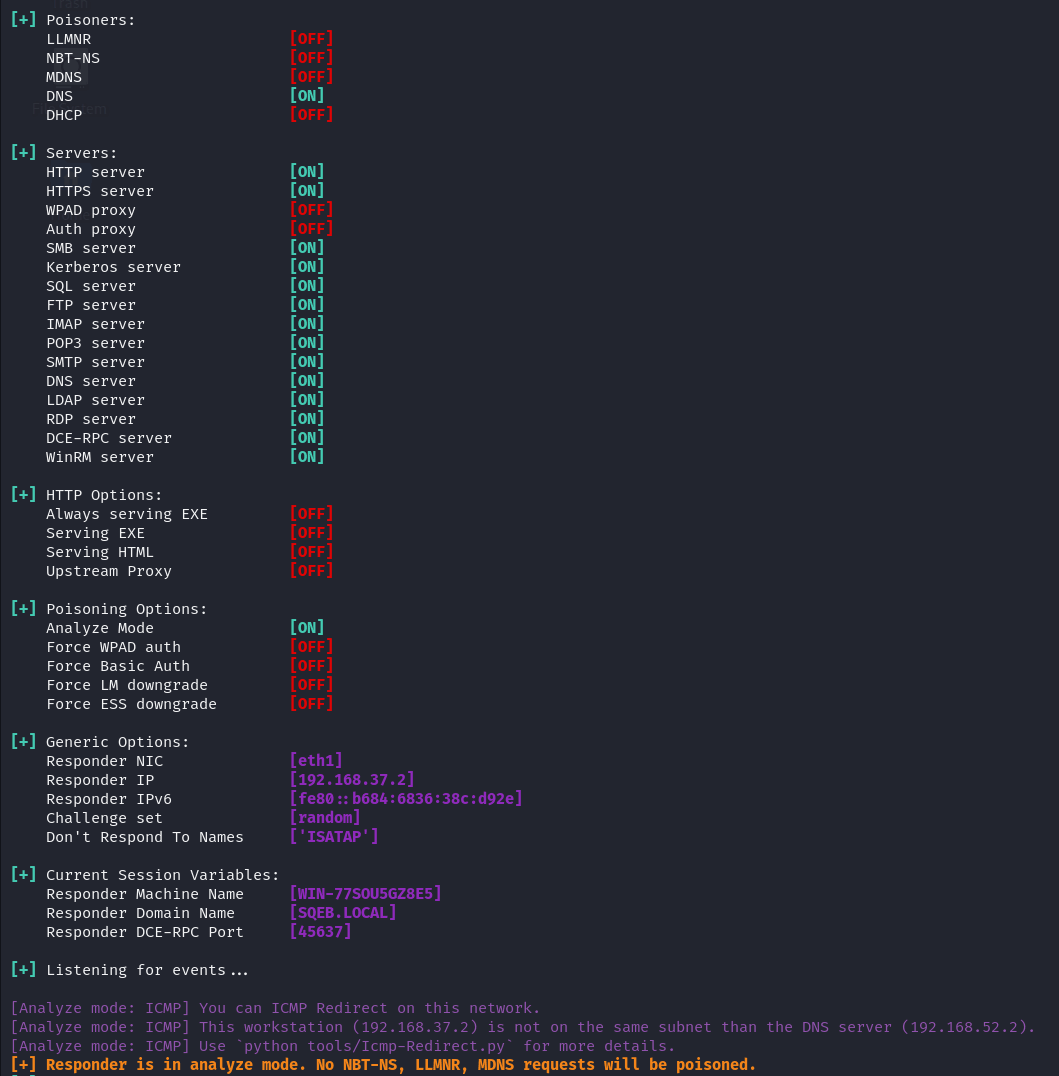 [+] Poisoners:
LLMNR [OFF]
NBT-NS [OFF]
MDNS [OFF]
DNS [ON]
DHCP [OFF]
[+] Servers:
HTTP server [ON]
HTTPS server [ON]
WPAD proxy [OFF]
Auth proxy [OFF]
SMB server [ON]
Kerberos server [ON]
SQL server [ON]
FTP server [ON]
IMAP server [ON]
POP3 server [ON]
SMTP server [ON]
DNS server [ON]
LDAP server [ON]
RDP server [ON]
DCE-RPC server [ON]
WinRM server [ON]
[+] HTTP Options:
Always serving EXE [OFF]
Serving EXE [OFF]
Serving HTML [OFF]
Upstream Proxy [OFF]
[+] Poisoning Options:
Analyze Mode [ON]
Force WPAD auth [OFF]
Force Basic Auth [OFF]
Force LM downgrade [OFF]
Force ESS downgrade [OFF]
[+] Generic Options:
Responder NIC [eth1]
Responder IP [192.168.37.2]
Responder IPv6 [fe80::b684:6836:38c:d92e]
Challenge set [random]
Don't Respond To Names ['ISATAP']
[+] Current Session Variables:
Responder Machine Name [WIN-77SOU5GZ8E5]
Responder Domain Name [SQEB.LOCAL]
Responder DCE-RPC Port [45637]
[+] Listening for events...
[Analyze mode: ICMP] You can ICMP Redirect on this network.
[Analyze mode: ICMP] This workstation (192.168.37.2) is not on the same subnet than the DNS server (192.168.52.2).
[Analyze mode: ICMP] Use `python tools/Icmp-Redirect.py` for more details.
[+] Responder is in analyze mode. No NBT-NS, LLMNR, MDNS requests will be poisoned.